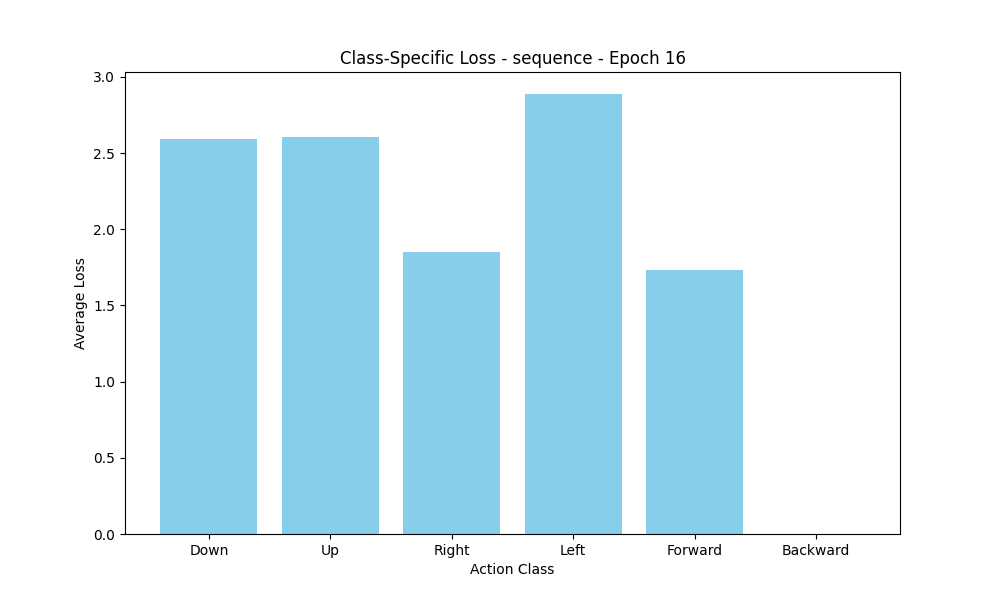 Class-Specific Loss - sequence - Epoch 16
3.0
2.5
2.0
1.5
1.0
0.5
0.0
Average Loss
Down Up Right Left Forward Backward
Action Class